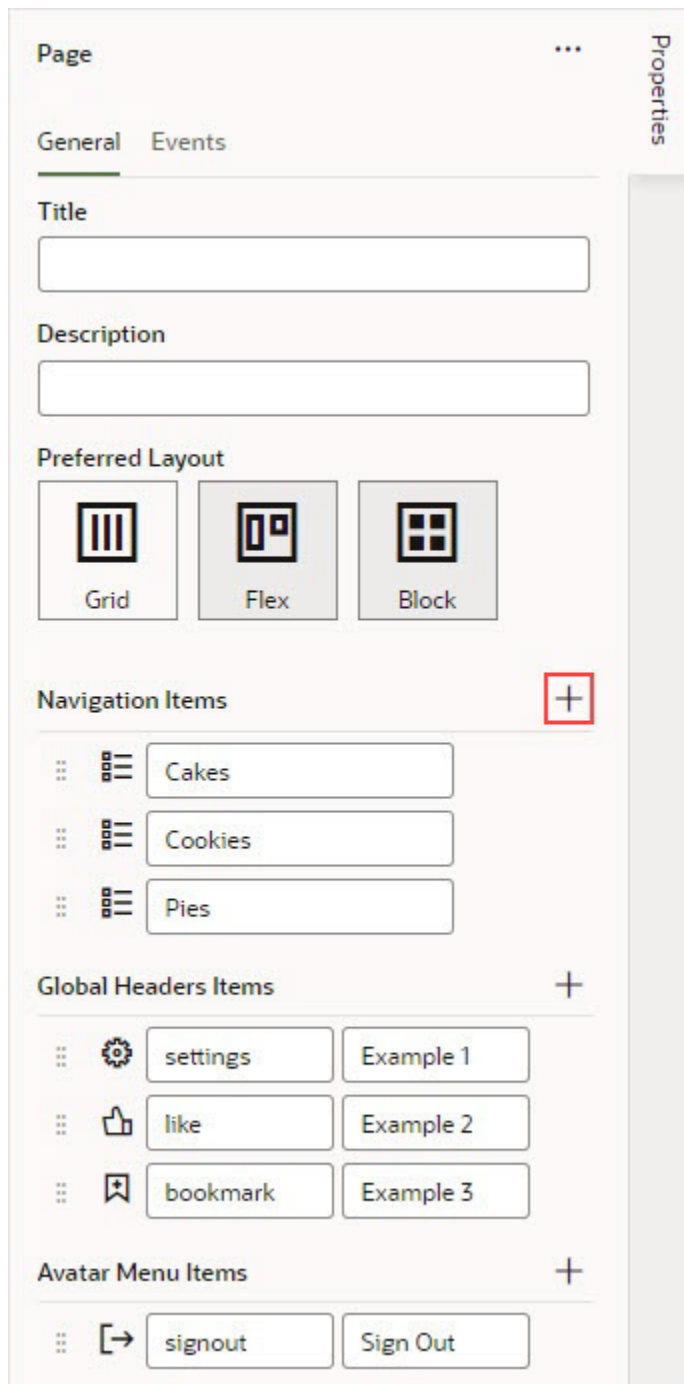 Page
...
Properties
General Events
Title
Description
Preferred Layout
Grid Flex Block
Navigation Items +
Cakes
Cookies
Pies
Global Headers Items +
settings Example 1
like Example 2
bookmark Example 3
Avatar Menu Items +
signout Sign Out